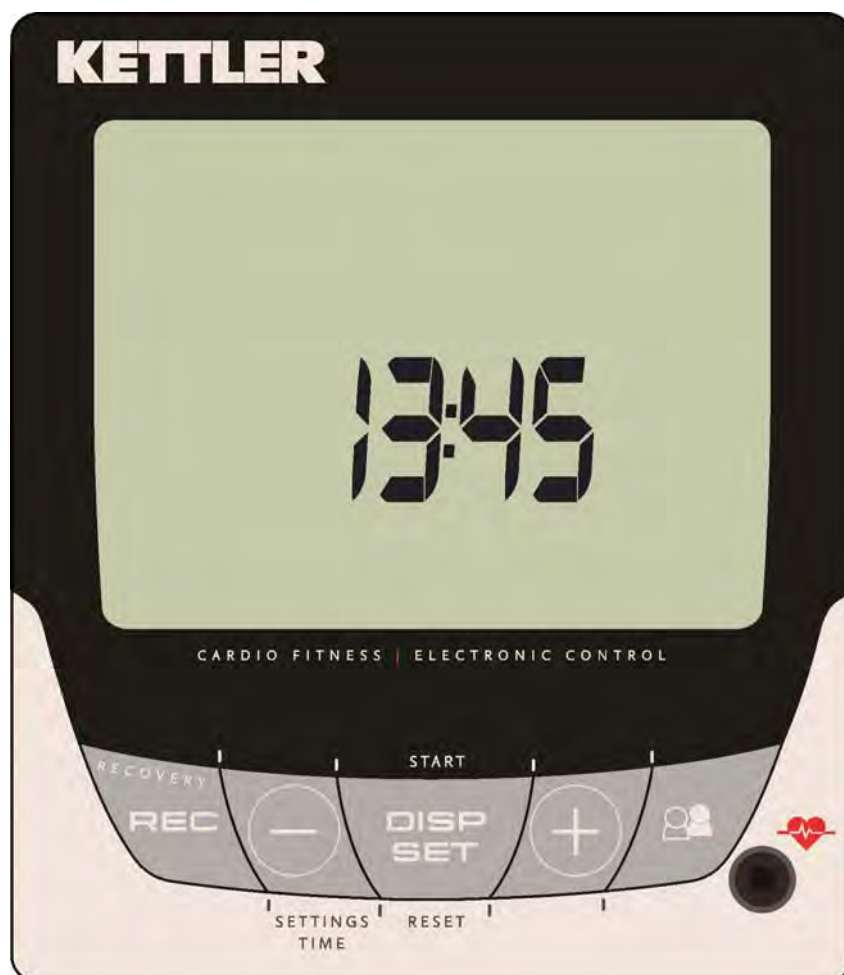 KETTLER
13:45
CARDIO FITNESS | ELECTRONIC CONTROL
START
RECOVERY
REC
DISP
SET
SETTINGS
TIME
RESET